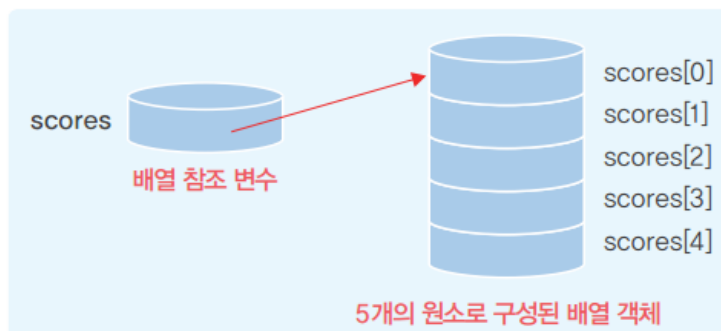 scores
배열 참조 변수
scores[0]
scores[1]
scores[2]
scores[3]
scores[4]
5개의 원소로 구성된 배열 객체